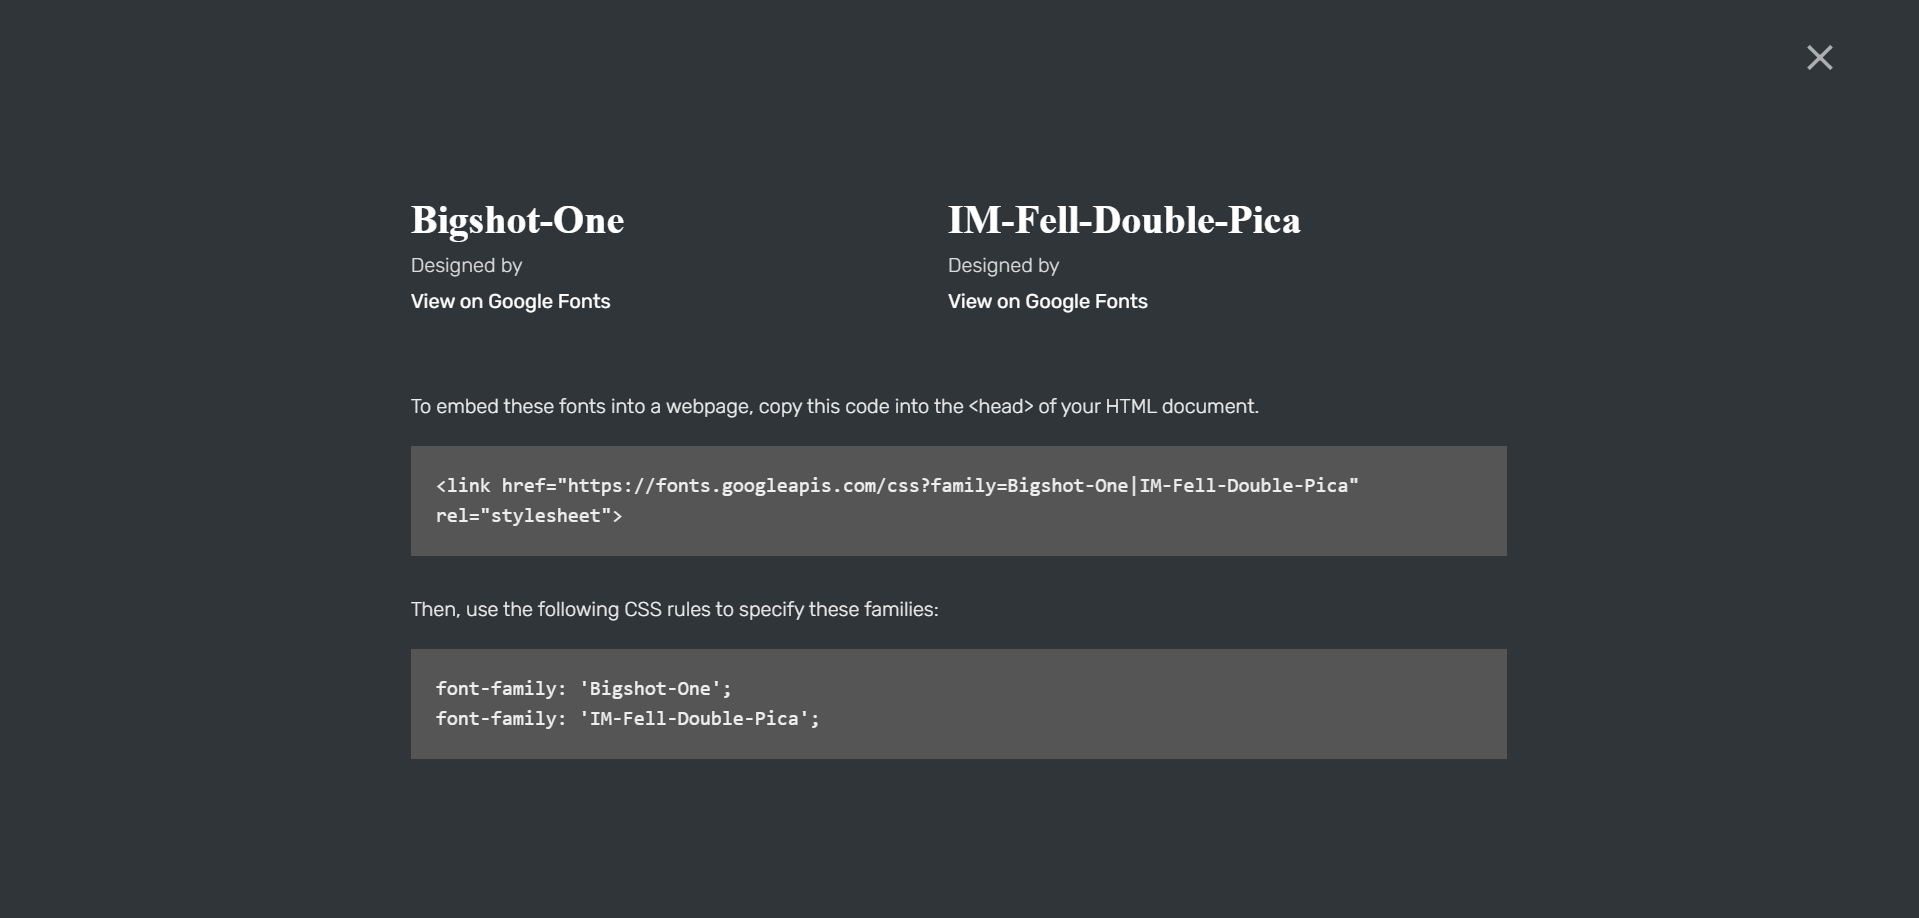 Bigshot-One
Designed by
View on Google Fonts
IM-Fell-Double-Pica
Designed by
View on Google Fonts
To embed these fonts into a webpage, copy this code into the <head> of your HTML document.
<link href="https://fonts.googleapis.com/css?family=Bigshot-One|IM-Fell-Double-Pica"
rel="stylesheet">
Then, use the following CSS rules to specify these families:
font-family: 'Bigshot-One';
font-family: 'IM-Fell-Double-Pica';